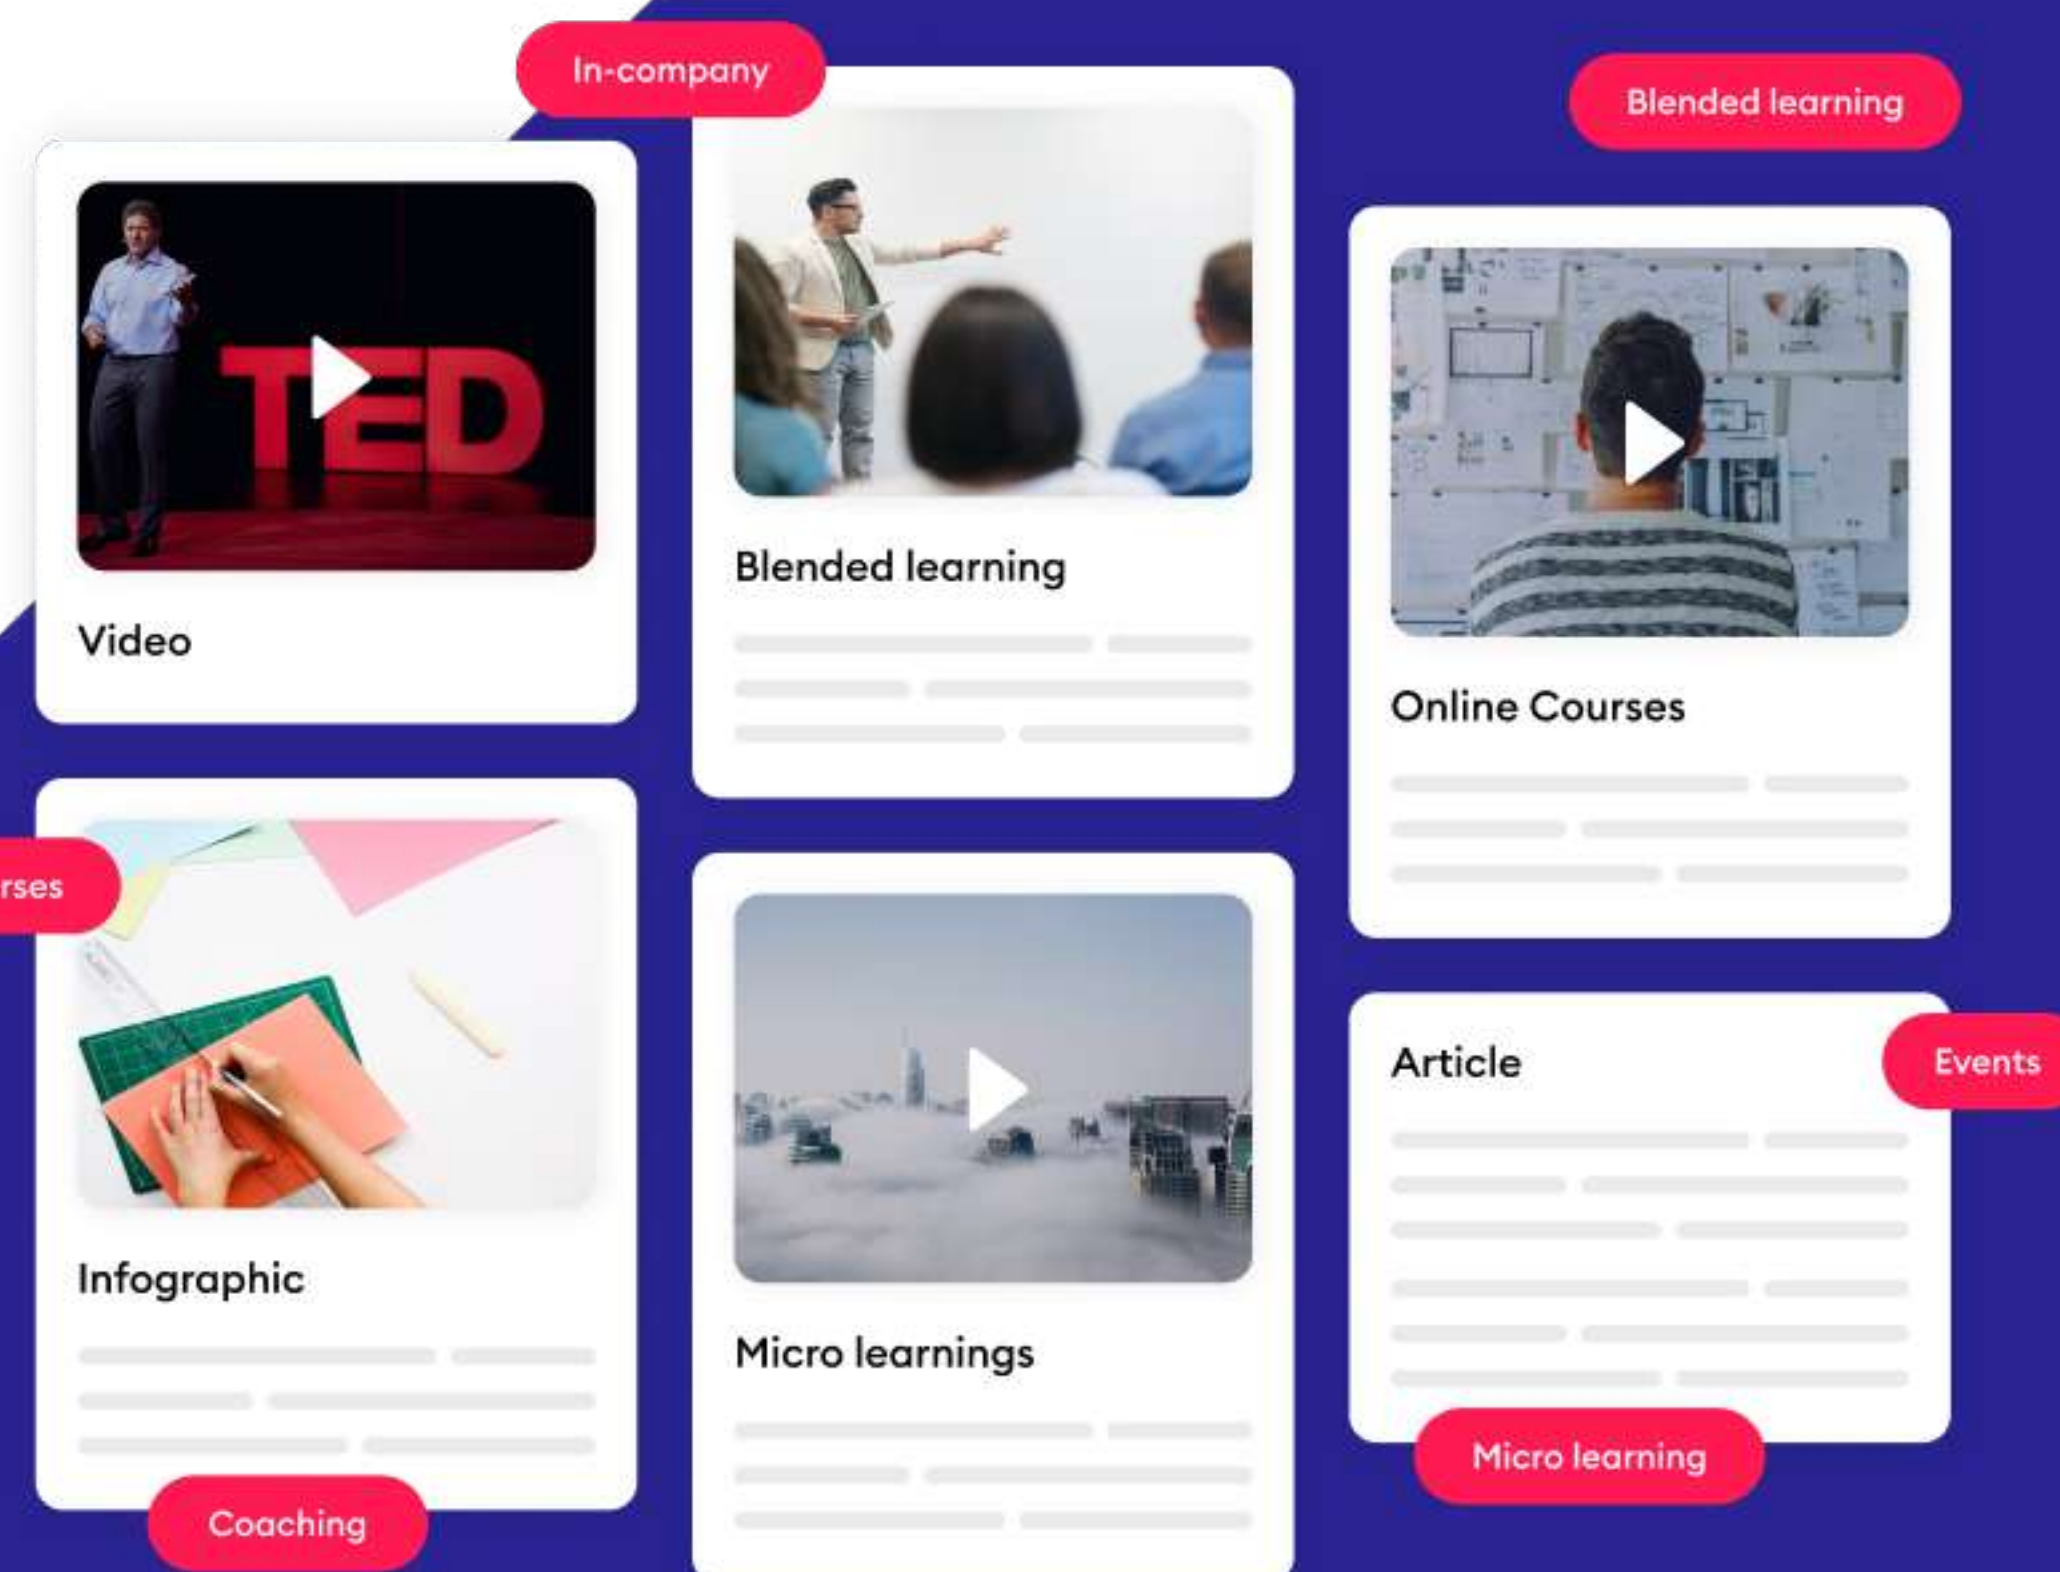 In-company
Blended learning
TED
Video
Blended learning
Online Courses
rses
Infographic
Coaching
Micro learnings
Article
Events
Micro learning